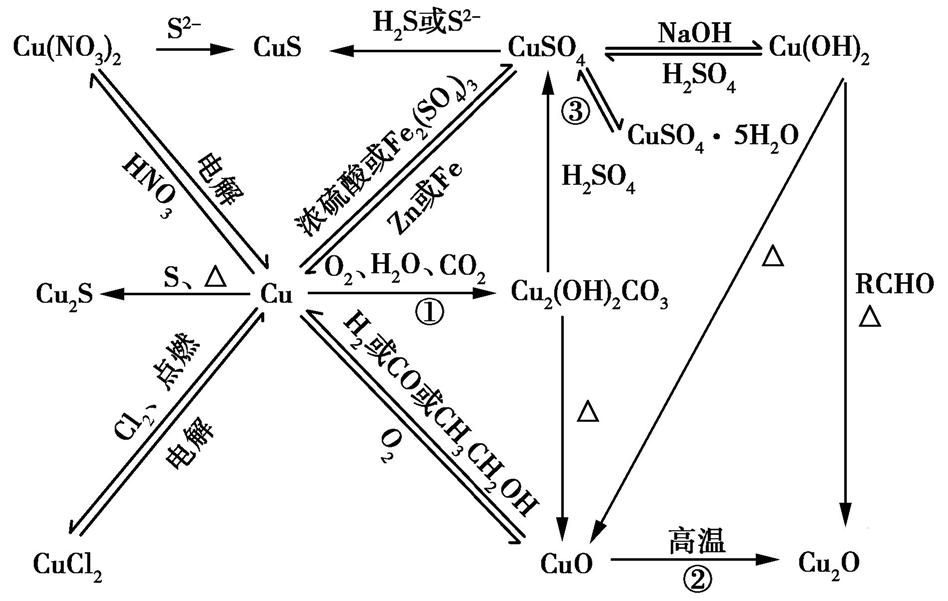 Cu(NO₃)₂ S²⁻ CuS H₂S或S²⁻ CuSO₄ NaOH H₂SO₄ Cu(OH)₂
③ CuSO₄·5H₂O
HNO₃ 电解 浓硫酸或Fe₂(SO₄)₃ Zn或Fe H₂SO₄
Cu₂S S、△ Cu O₂、H₂O、CO₂ ① Cu₂(OH)₂CO₃ △ RCHO △
Cl₂、点燃 电解 H₂或CO或CH₃CH₂OH O₂ △
CuCl₂ CuO 高温 ② Cu₂O